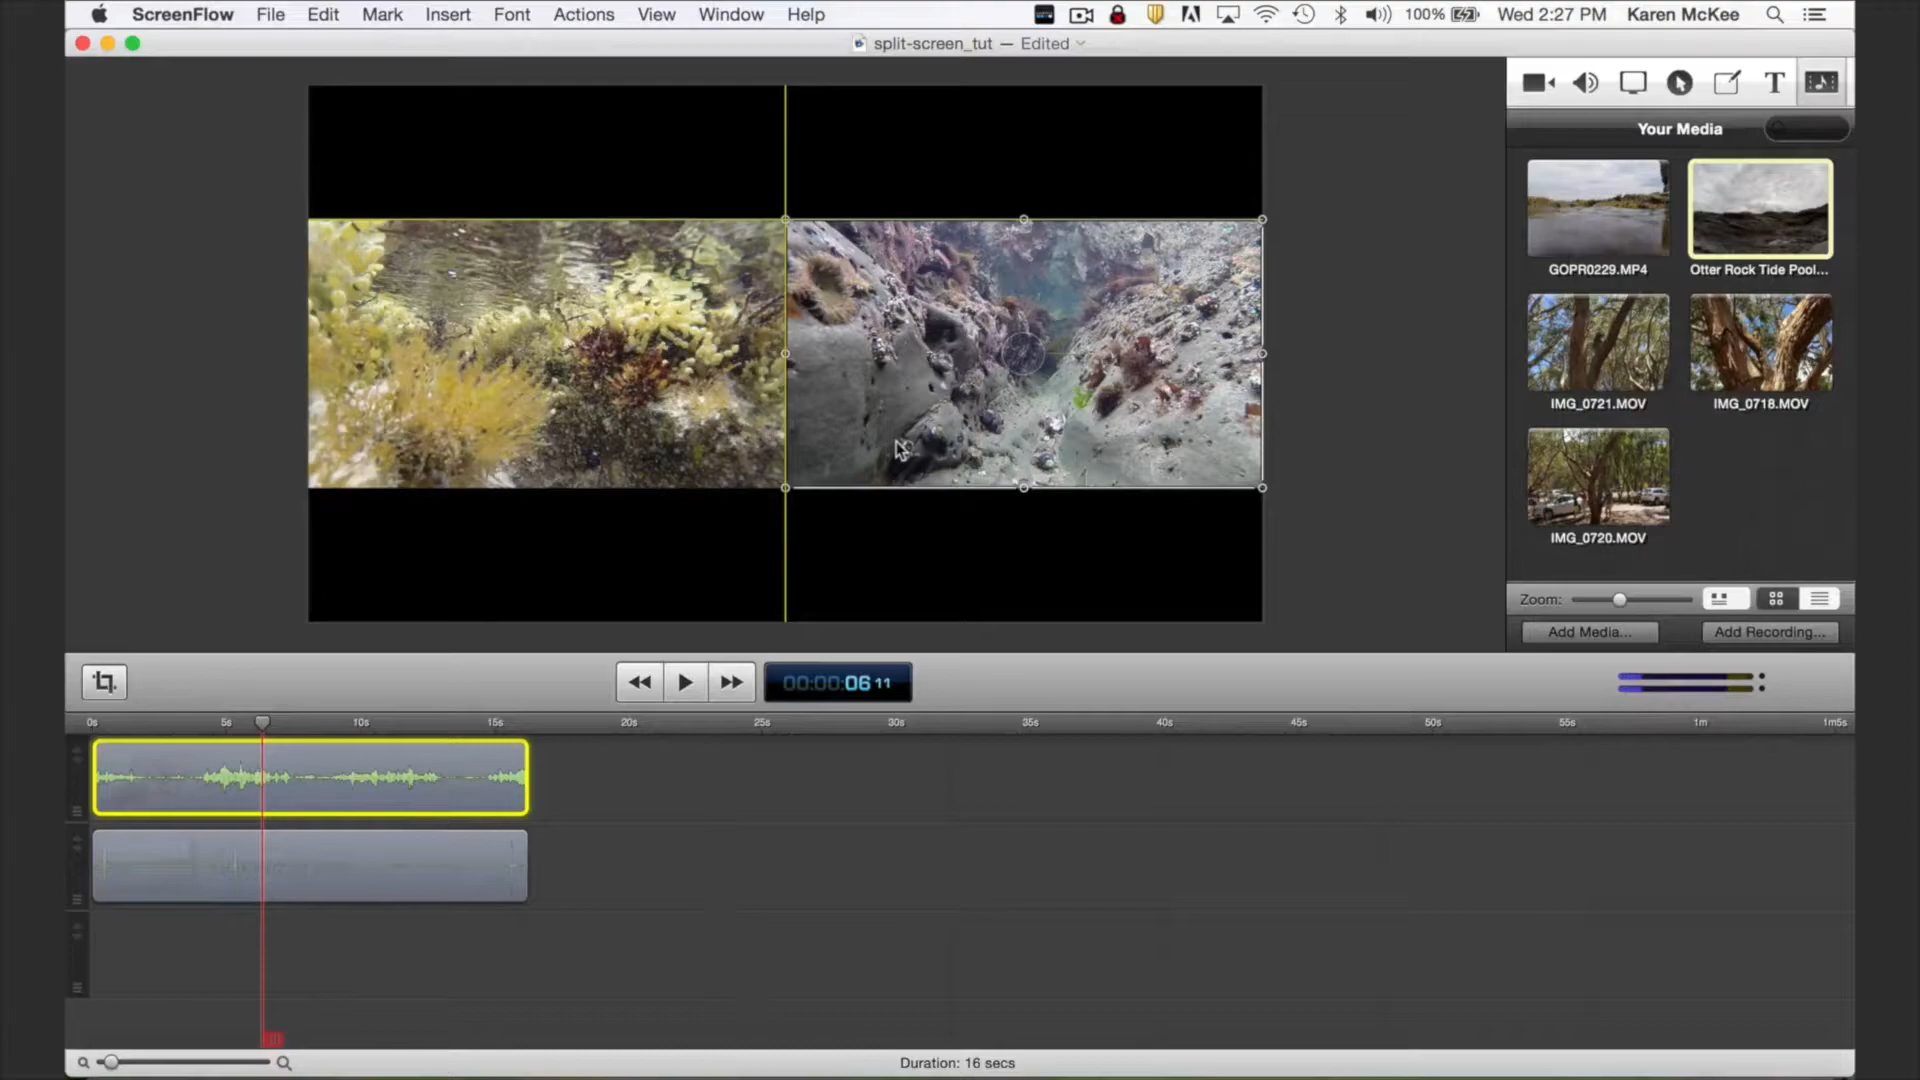 ScreenFlow File Edit Mark Insert Font Actions View Window Help 100% Wed 2:27 PM Karen McKee
split-screen_tut — Edited
T
Your Media
GOPR0229.MP4 Otter Rock Tide Pool...
IMG_0721.MOV IMG_0718.MOV
IMG_0720.MOV
Zoom:
Add Media... Add Recording...
00:00:06 11
0s 5s 10s 15s 20s 25s 30s 35s 40s 45s 50s 55s 1m 1m5s
Duration: 16 secs